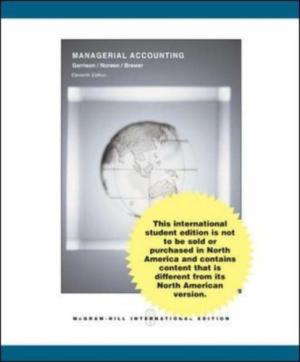 MANAGERIAL ACCOUNTING
Garrison / Noreen / Brewer
Eleventh Edition
This international
student edition is not
to be sold or
purchased in North
America and contains
content that is
different from its
North American
version.
McGRAW-HILL INTERNATIONAL EDITION